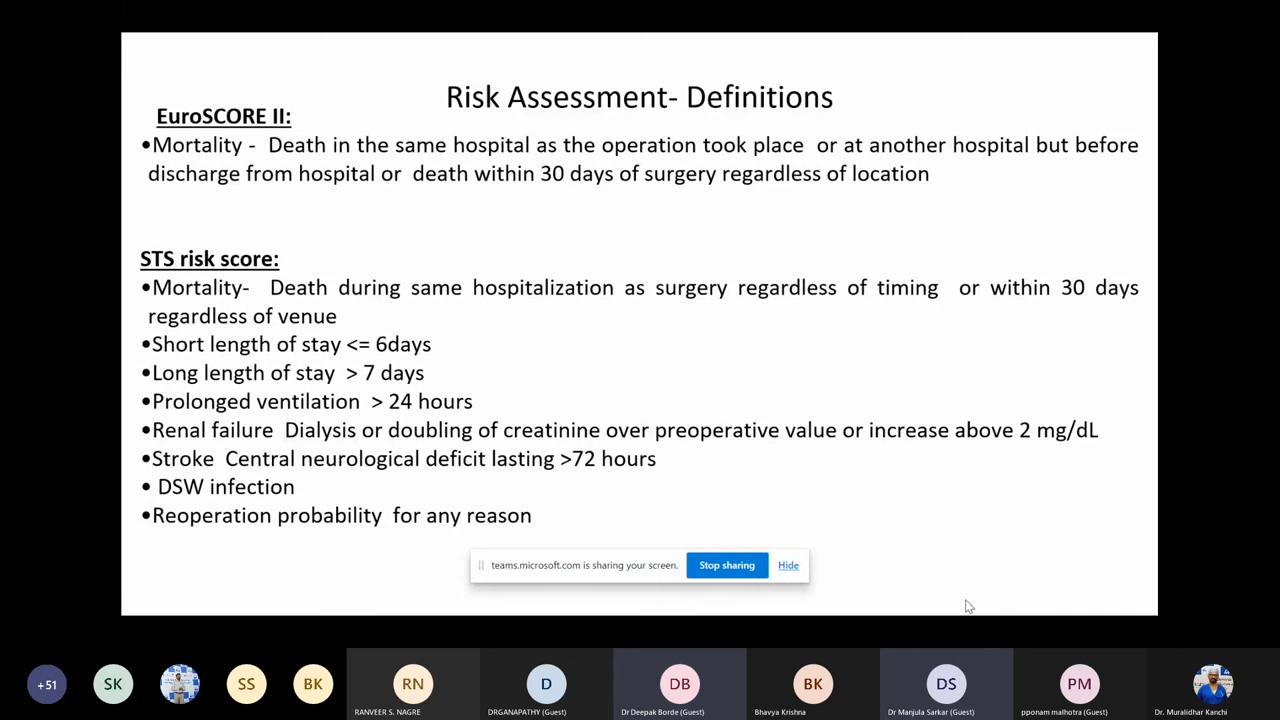 Risk Assessment- Definitions
EuroSCORE II:
•Mortality - Death in the same hospital as the operation took place or at another hospital but before
discharge from hospital or death within 30 days of surgery regardless of location
STS risk score:
•Mortality- Death during same hospitalization as surgery regardless of timing or within 30 days
regardless of venue
•Short length of stay <= 6days
•Long length of stay > 7 days
•Prolonged ventilation > 24 hours
•Renal failure Dialysis or doubling of creatinine over preoperative value or increase above 2 mg/dL
•Stroke Central neurological deficit lasting >72 hours
• DSW infection
•Reoperation probability for any reason
teams.microsoft.com is sharing your screen. Stop sharing Hide
+51 SK SS BK RN D DB BK DS PM
RANVEER S. NAGRE DRGANAPATHY (Guest) Dr Deepak Borde (Guest) Bhavya Krishna Dr Manjula Sarkar (Guest) pponam malhotra (Guest) Dr. Muralidhar Kanchi